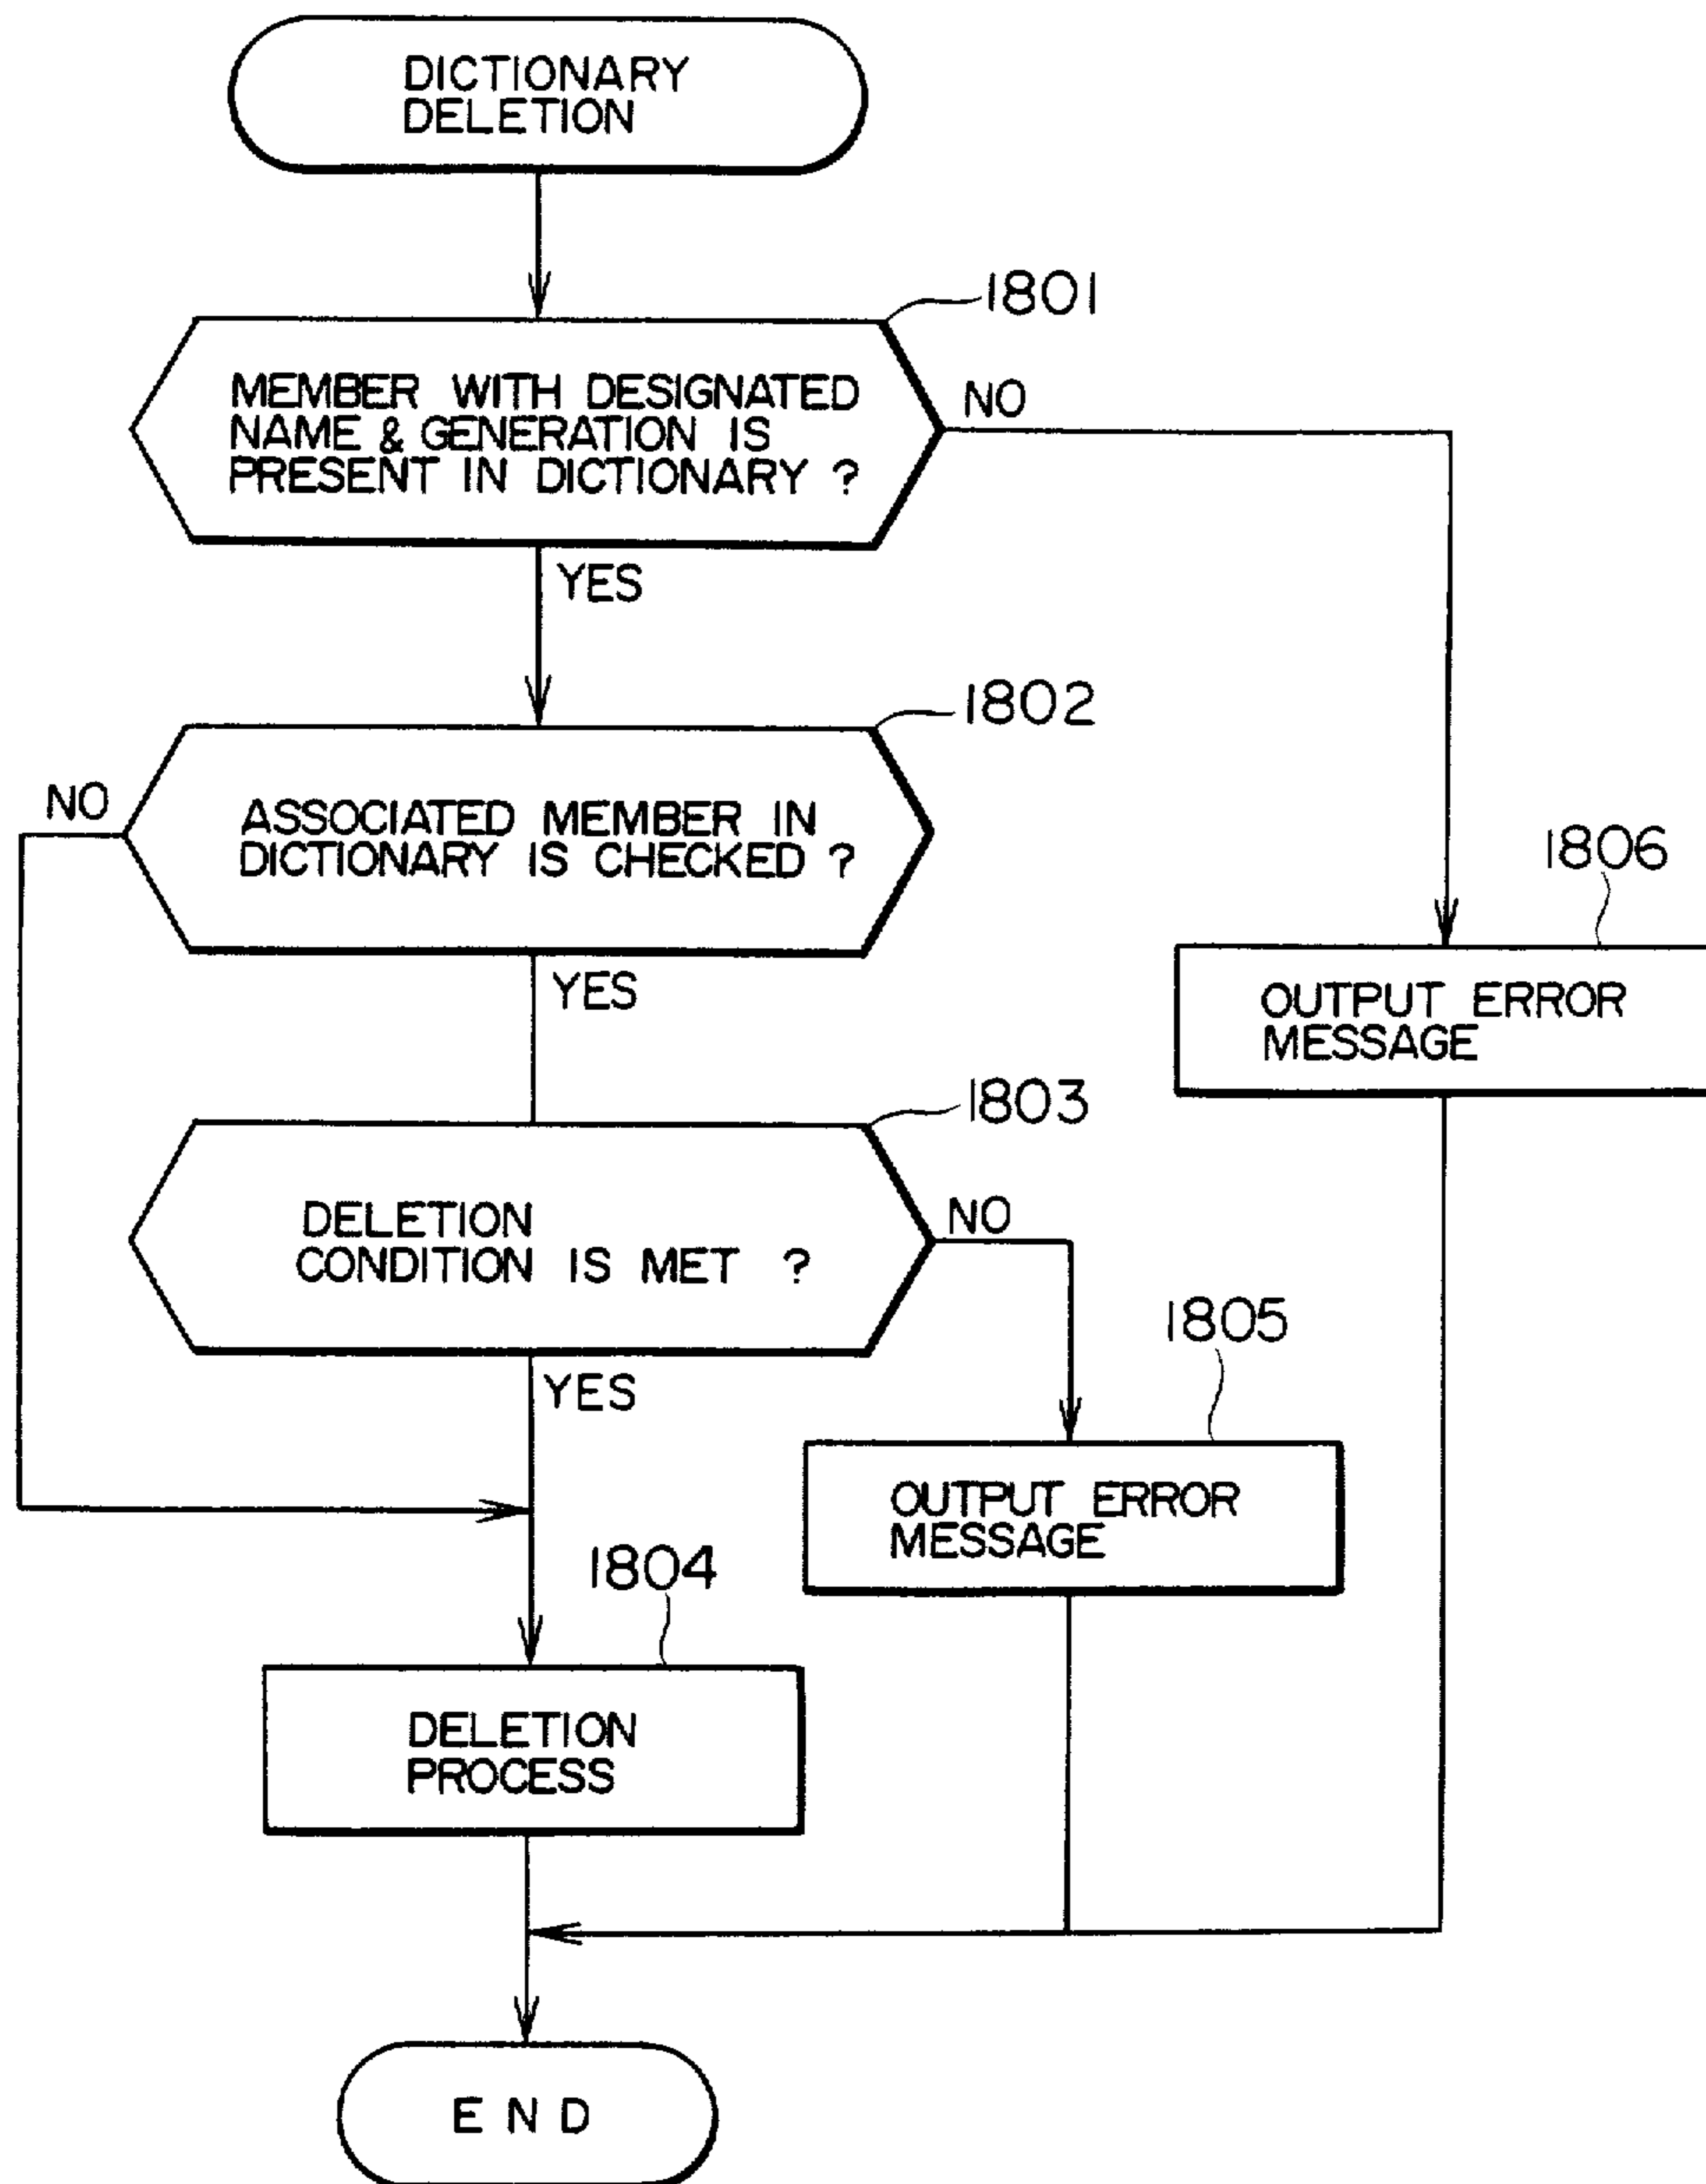 DICTIONARY
DELETION
1801
MEMBER WITH DESIGNATED
NAME & GENERATION IS
PRESENT IN DICTIONARY ?
NO
YES
1802
NO
ASSOCIATED MEMBER IN
DICTIONARY IS CHECKED ?
YES
1806
OUTPUT ERROR
MESSAGE
1803
DELETION
CONDITION IS MET ?
NO
YES
1805
OUTPUT ERROR
MESSAGE
1804
DELETION
PROCESS
END